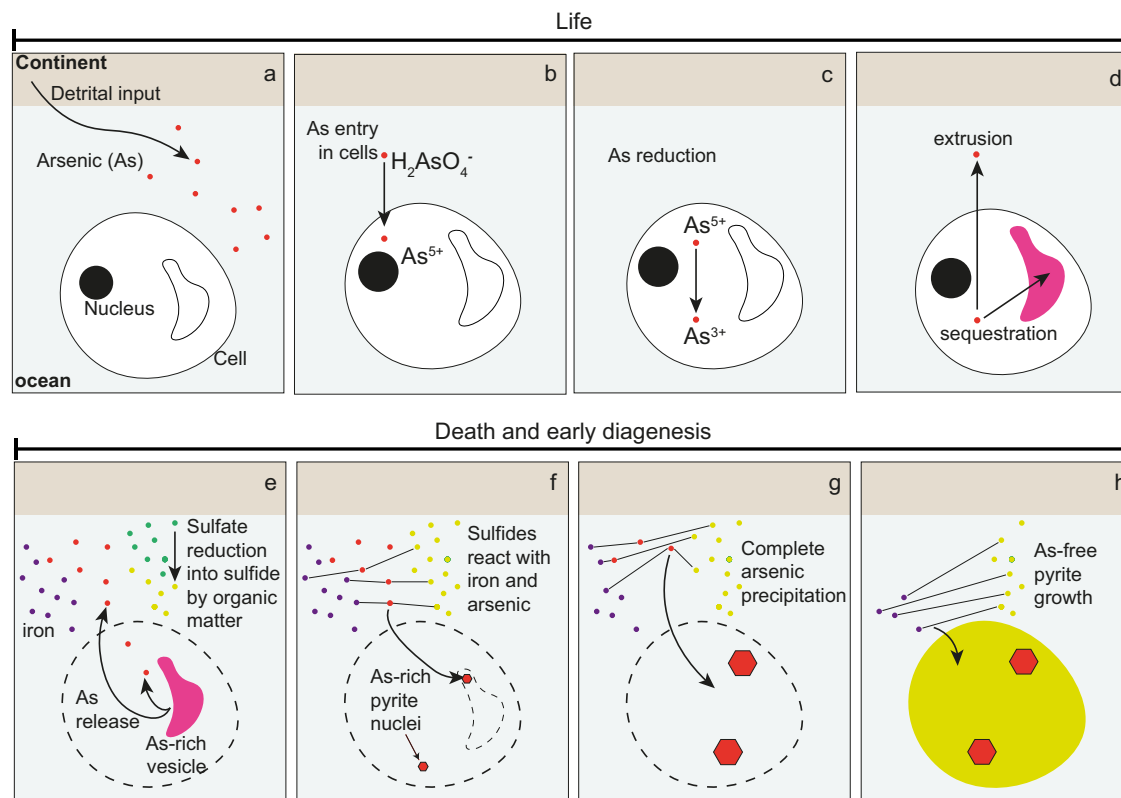 Life
Continent
a
Detrital input
Arsenic (As)
Nucleus
Cell
ocean
b
As entry
in cells
H₂AsO₄⁻
As⁵⁺
c
As reduction
As⁵⁺
As³⁺
d
extrusion
sequestration
Death and early diagenesis
e
Sulfate
reduction
into sulfide
by organic
matter
iron
As
release
As-rich
vesicle
f
Sulfides
react with
iron and
arsenic
As-rich
pyrite
nuclei
g
Complete
arsenic
precipitation
h
As-free
pyrite
growth